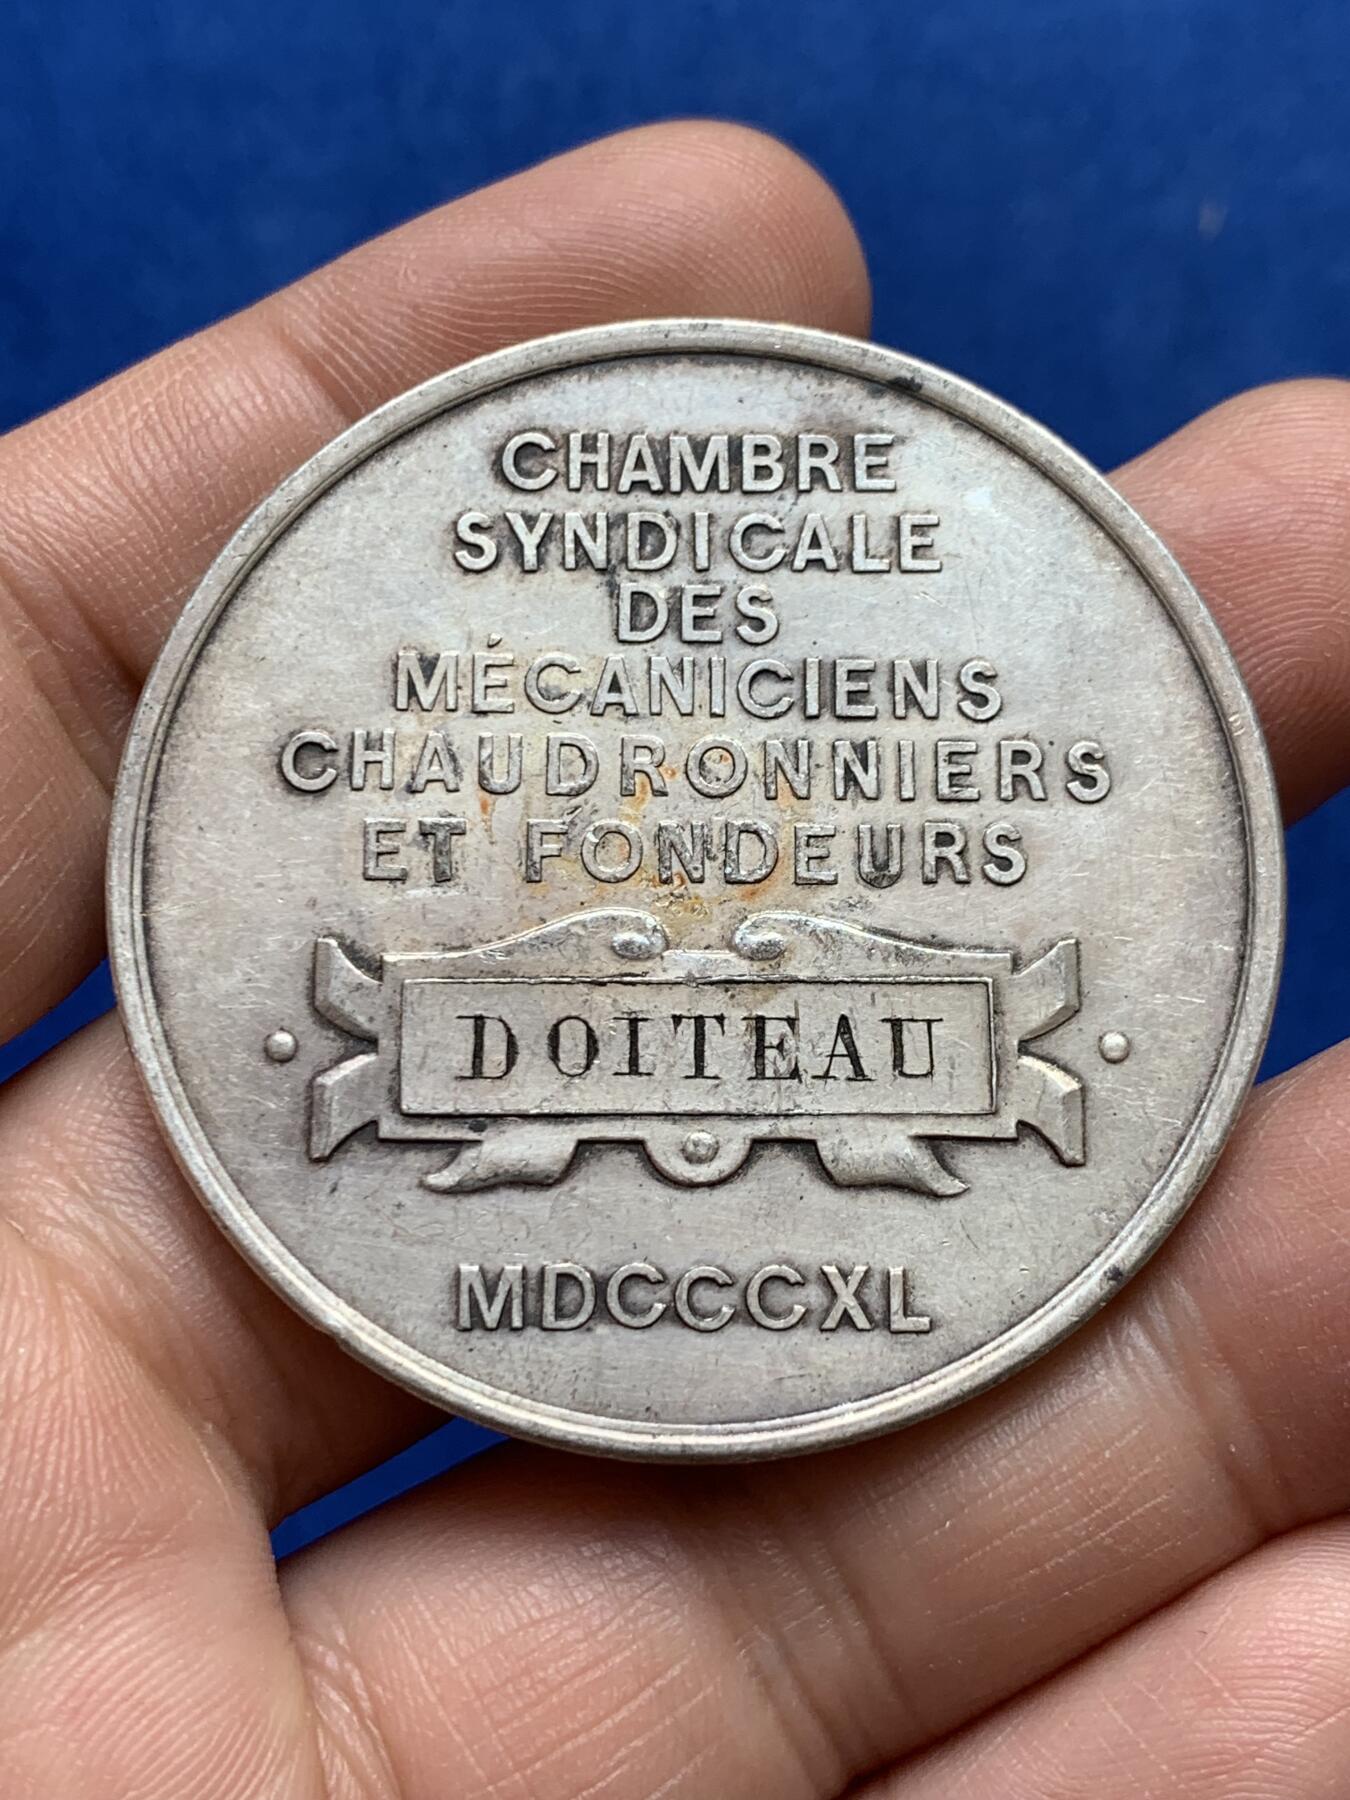 CHAMBRE
SYNDICALE
DES
MÉCANICIENS
CHAUDRONNIERS
ET FONDEURS
DOITEAU
MDCCCXL